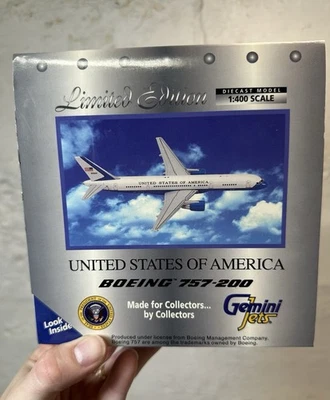 Limited Edition
DIECAST MODEL
1:400 SCALE
UNITED STATES OF AMERICA
UNITED STATES OF AMERICA
BOEING™ 757-200
Made for Collectors...
by Collectors
Gemini
Jets
Look
Inside
Produced under license from Boeing Management Company.
Boeing 757 are among the trademarks owned by Boeing.